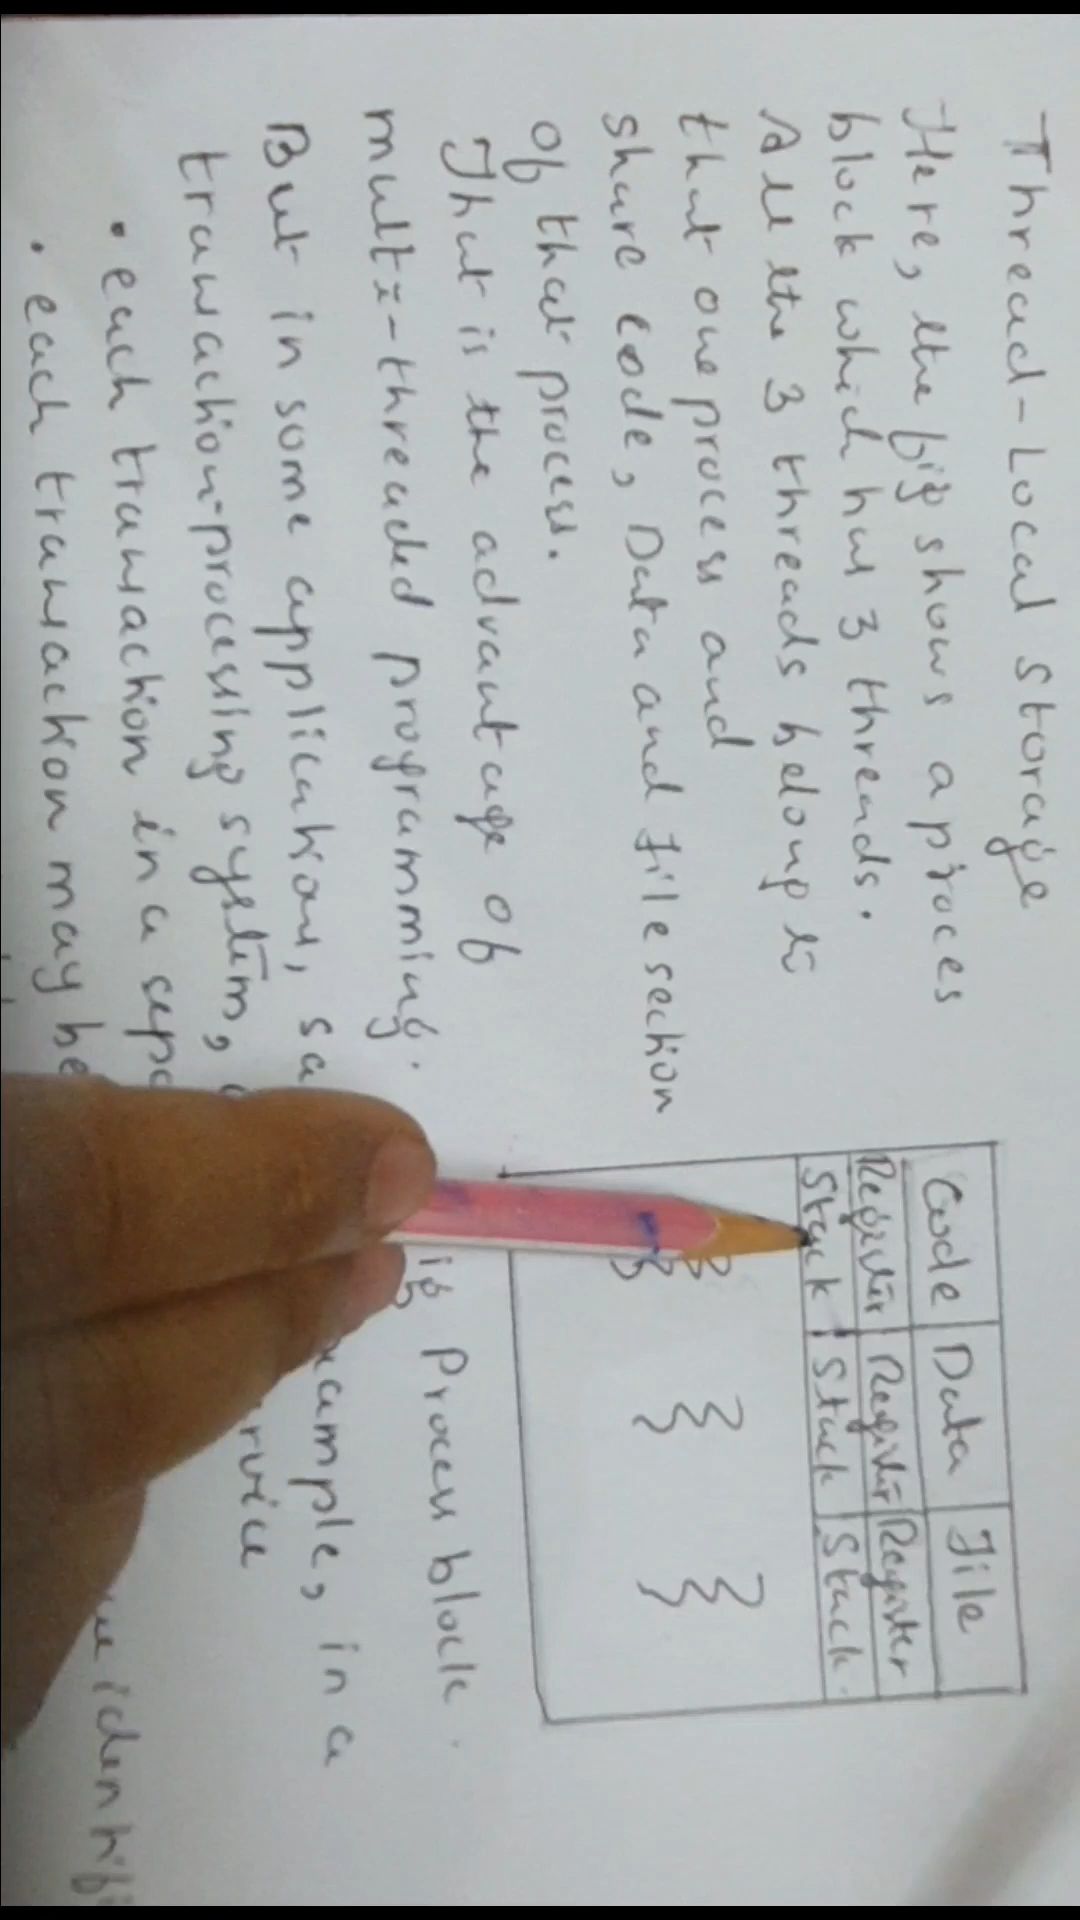 Thread-Local Storage
Here, the fig shows a proces
block which has 3 threads.
All the 3 threads belong to
that one process and
share code, Data and File section
of that process.
That is the advantage of
multi-threaded programming.
Code Data File
Register Register Register
Stack Stack Stack
fig Process block.
But in some applications, example, in a
transaction-processing system,
• each transaction in a
• each transaction may be